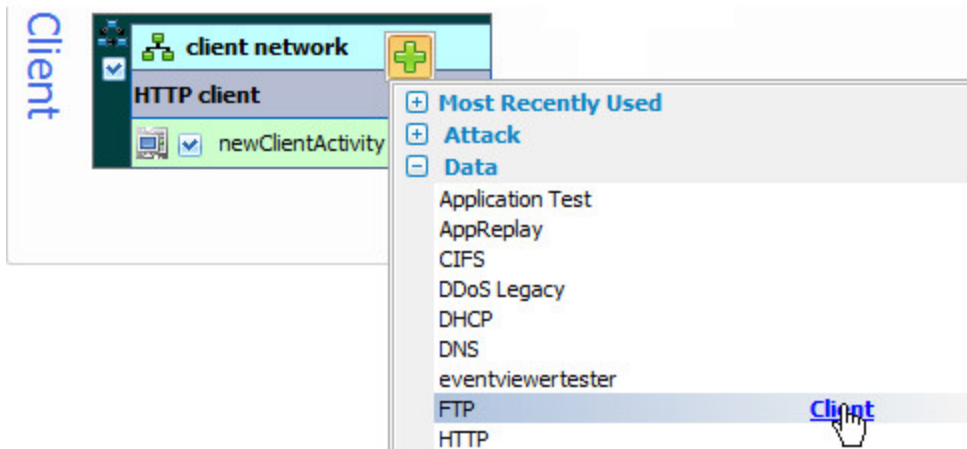 Client
client network
HTTP client
newClientActivity
Most Recently Used
Attack
Data
Application Test
AppReplay
CIFS
DDoS Legacy
DHCP
DNS
eventviewertester
FTP Client
HTTP